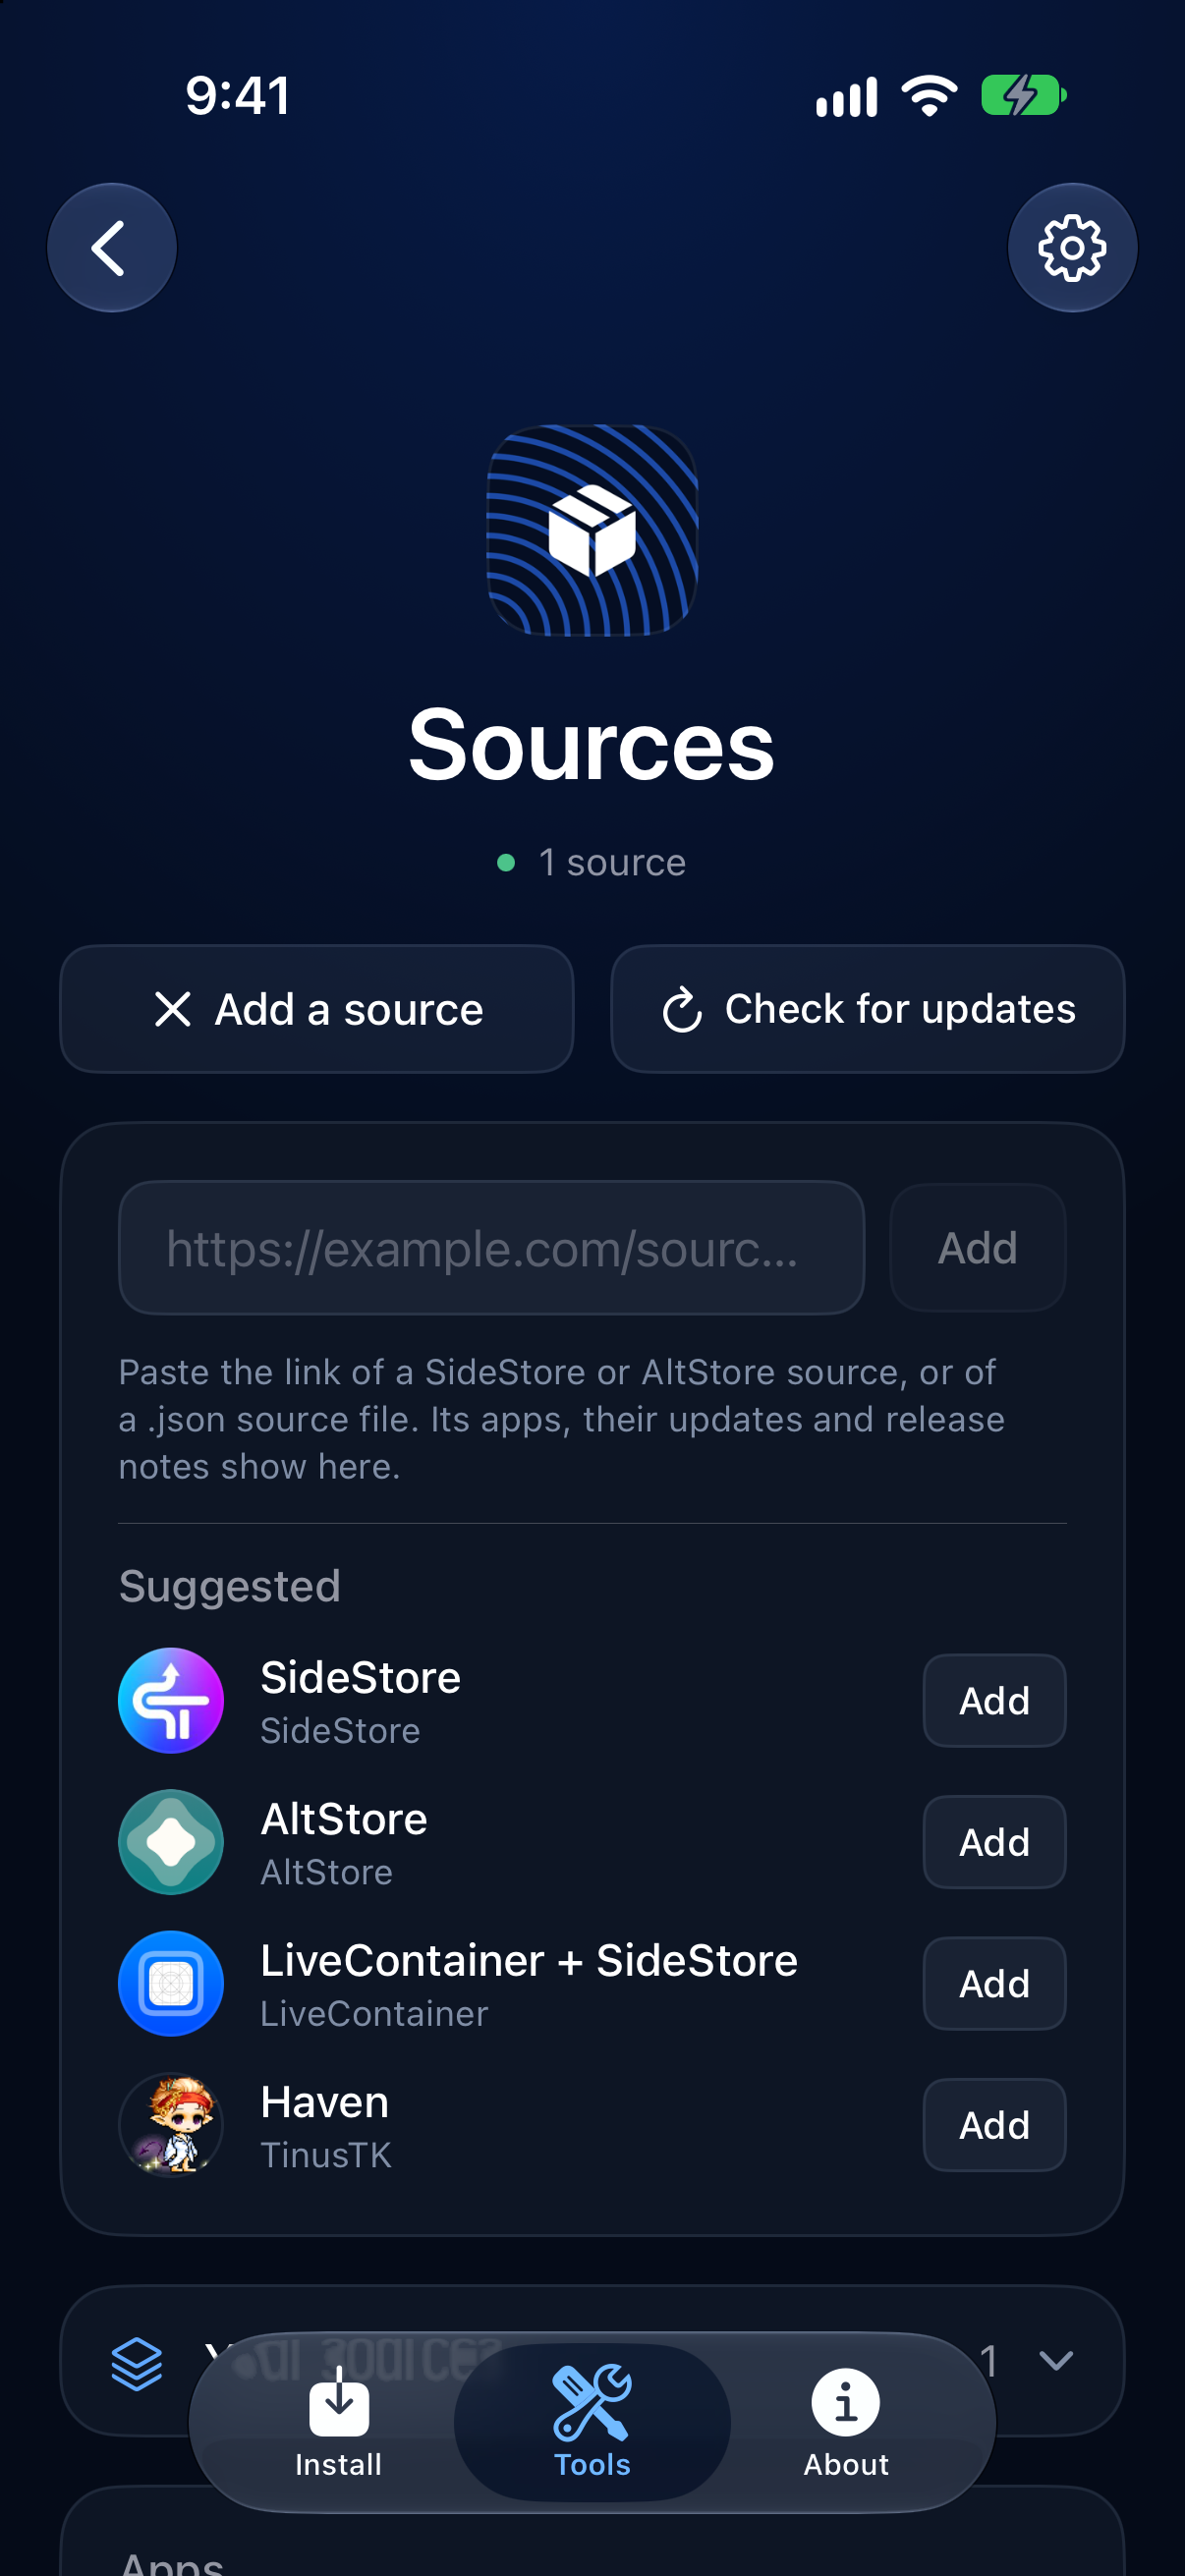 9:41
Sources
1 source
Add a source
Check for updates
https://example.com/sourc...
Add
Paste the link of a SideStore or AltStore source, or of
a .json source file. Its apps, their updates and release
notes show here.
Suggested
SideStore
SideStore
Add
AltStore
AltStore
Add
LiveContainer + SideStore
LiveContainer
Add
Haven
TinusTK
Add
1
Install
Tools
About
Apps